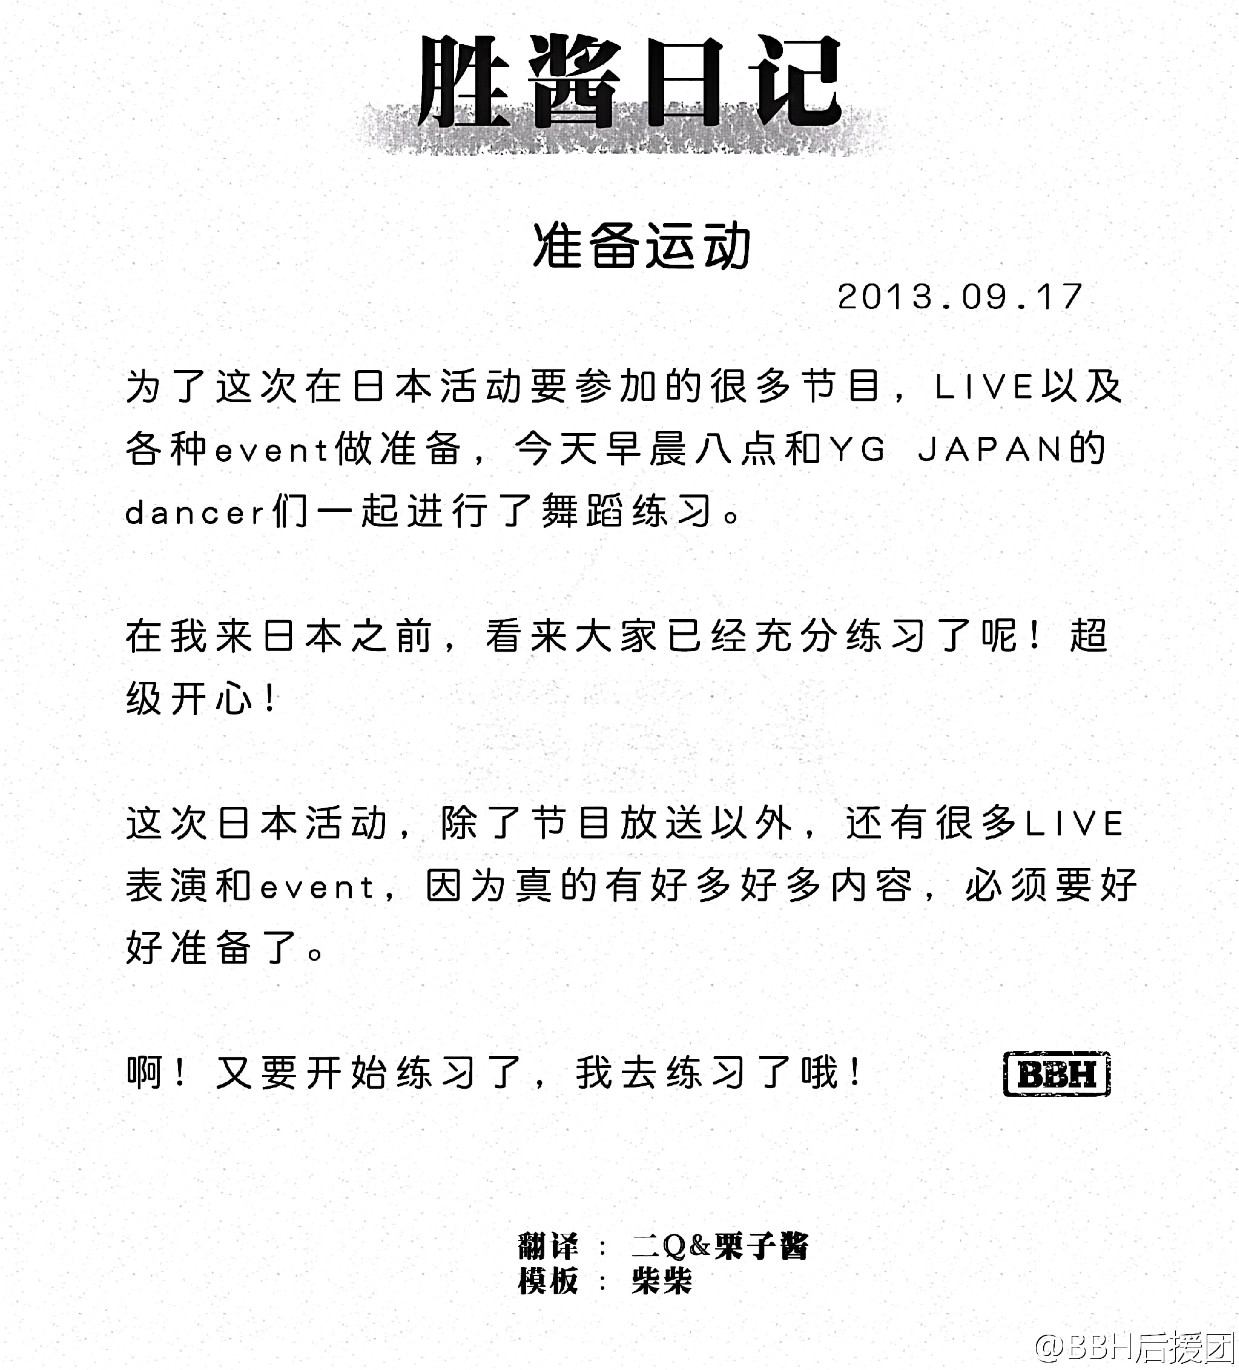 胜酱日记
准备运动
2013.09.17
为了这次在日本活动要参加的很多节目，LIVE以及
各种event做准备，今天早晨八点和YG JAPAN的
dancer们一起进行了舞蹈练习。
在我来日本之前，看来大家已经充分练习了呢！超
级开心！
这次日本活动，除了节目放送以外，还有很多LIVE
表演和event，因为真的有好多好多内容，必须要好
好准备了。
啊！又要开始练习了，我去练习了哦！
BBH
翻译：二Q&栗子酱
模板：柴柴
@BBH后援团